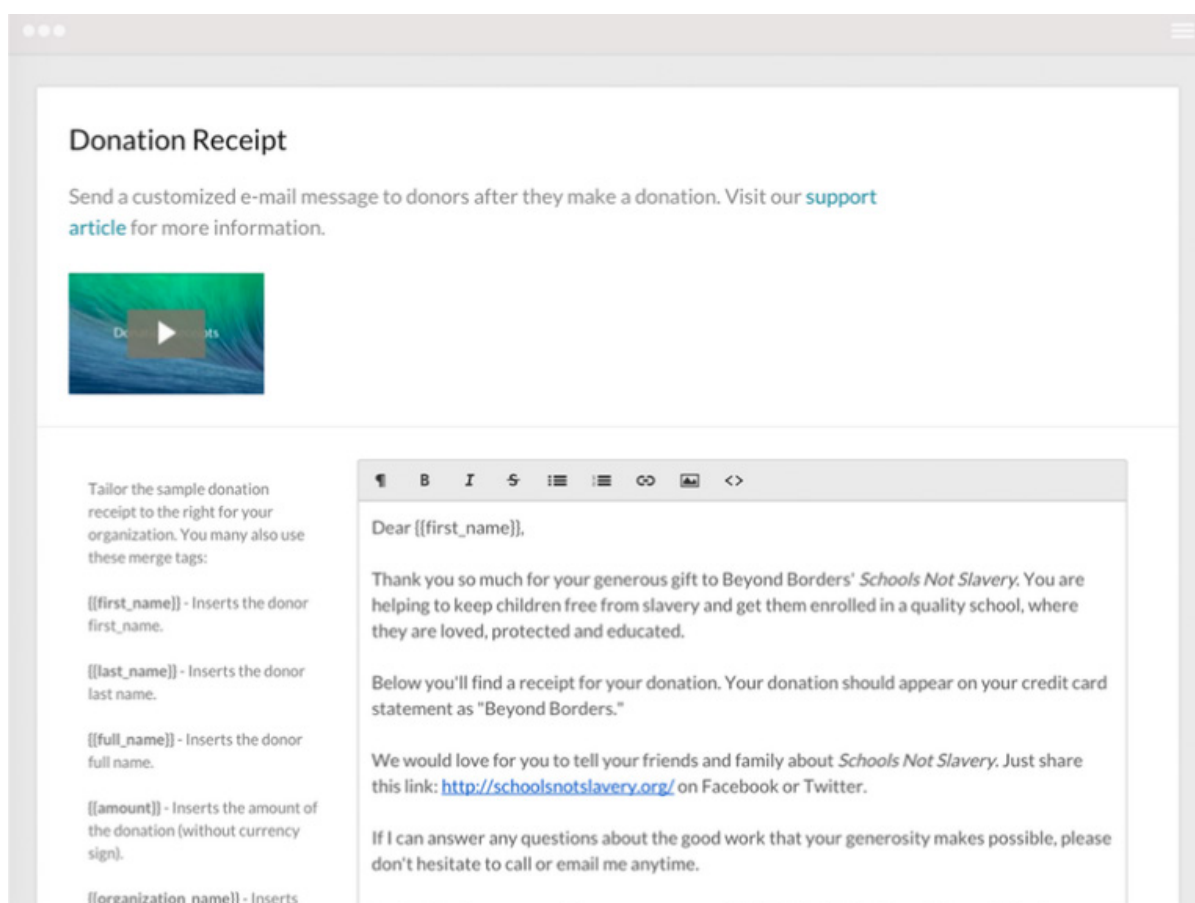 Donation Receipt
Send a customized e-mail message to donors after they make a donation. Visit our support
article for more information.
Tailor the sample donation
receipt to the right for your
organization. You many also use
these merge tags:
{{first_name}} - Inserts the donor
first_name.
{{last_name}} - Inserts the donor
last name.
{{full_name}} - Inserts the donor
full name.
{{amount}} - Inserts the amount of
the donation (without currency
sign).
{{organization_name}} - Inserts
B I S <>
Dear {{first_name}},
Thank you so much for your generous gift to Beyond Borders' Schools Not Slavery. You are
helping to keep children free from slavery and get them enrolled in a quality school, where
they are loved, protected and educated.
Below you'll find a receipt for your donation. Your donation should appear on your credit card
statement as "Beyond Borders."
We would love for you to tell your friends and family about Schools Not Slavery. Just share
this link: http://schoolsnotslavery.org/ on Facebook or Twitter.
If I can answer any questions about the good work that your generosity makes possible, please
don't hesitate to call or email me anytime.